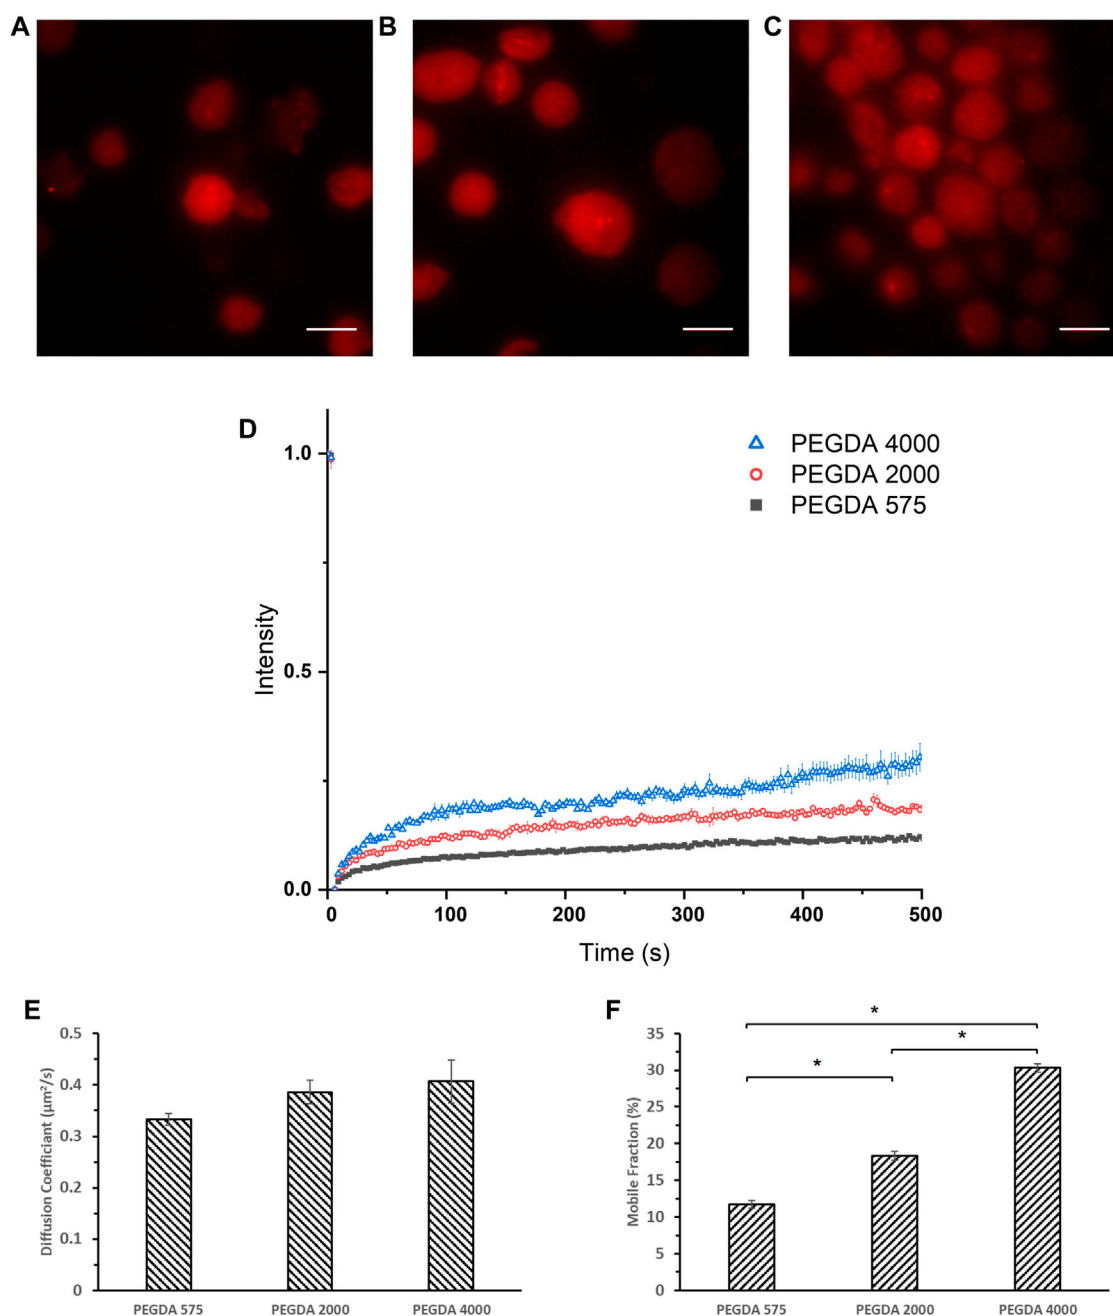 A
B
C
D
PEGDA 4000
PEGDA 2000
PEGDA 575
1.0
0.5
0.0
Intensity
0 100 200 300 400 500
Time (s)
E
0.5
0.4
0.3
0.2
0.1
0
Diffusion Coefficiant (µm²/s)
PEGDA 575 PEGDA 2000 PEGDA 4000
F
35
30
25
20
15
10
5
0
Mobile Fraction (%)
*
*
*
PEGDA 575 PEGDA 2000 PEGDA 4000